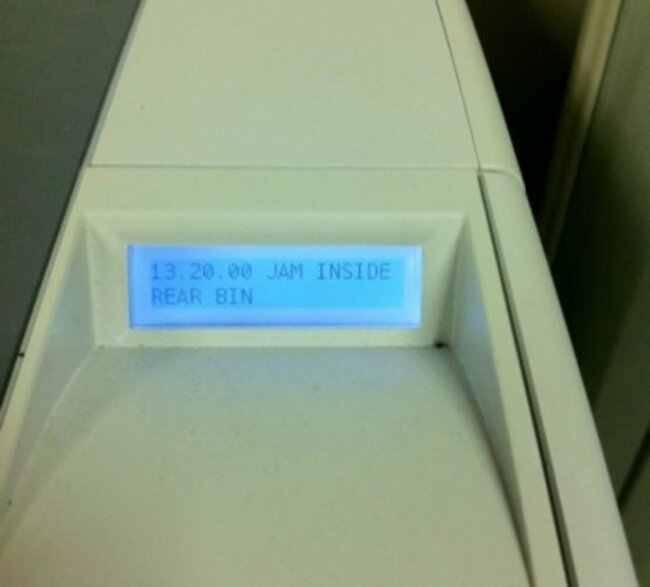 13.20.00 JAM INSIDE
REAR BIN